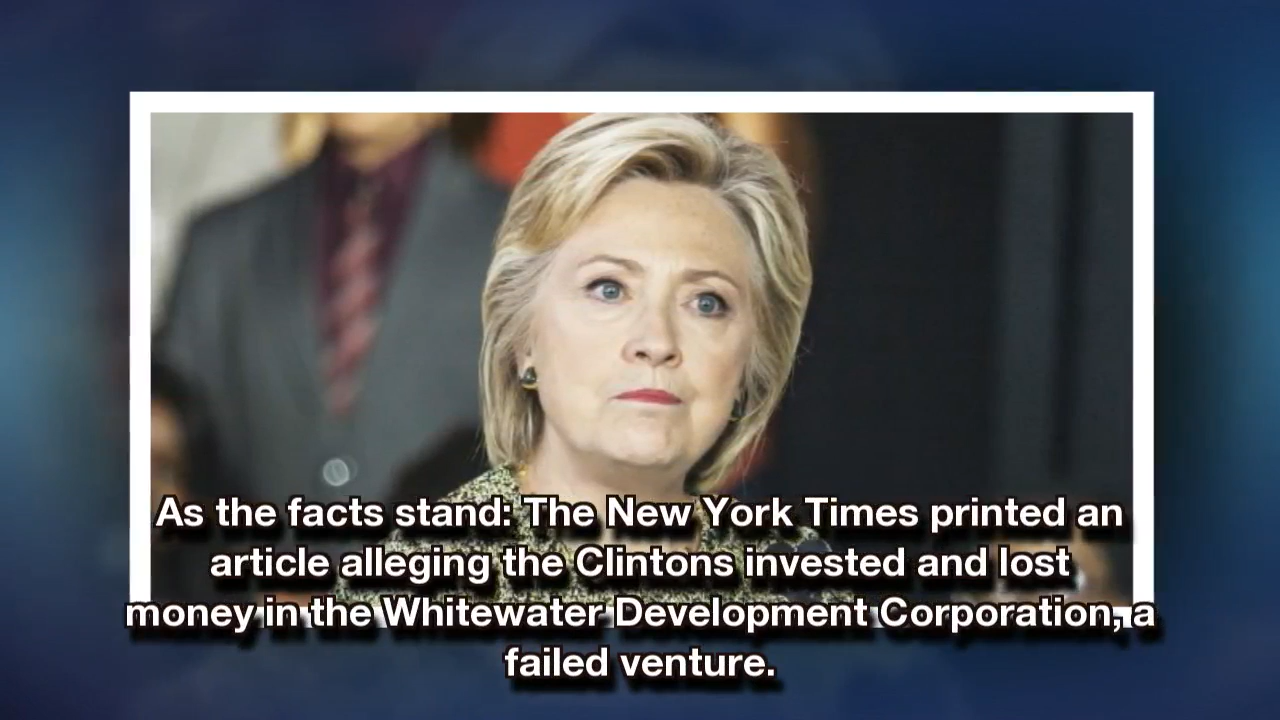 As the facts stand: The New York Times printed an
article alleging the Clintons invested and lost
money in the Whitewater Development Corporation, a
failed venture.